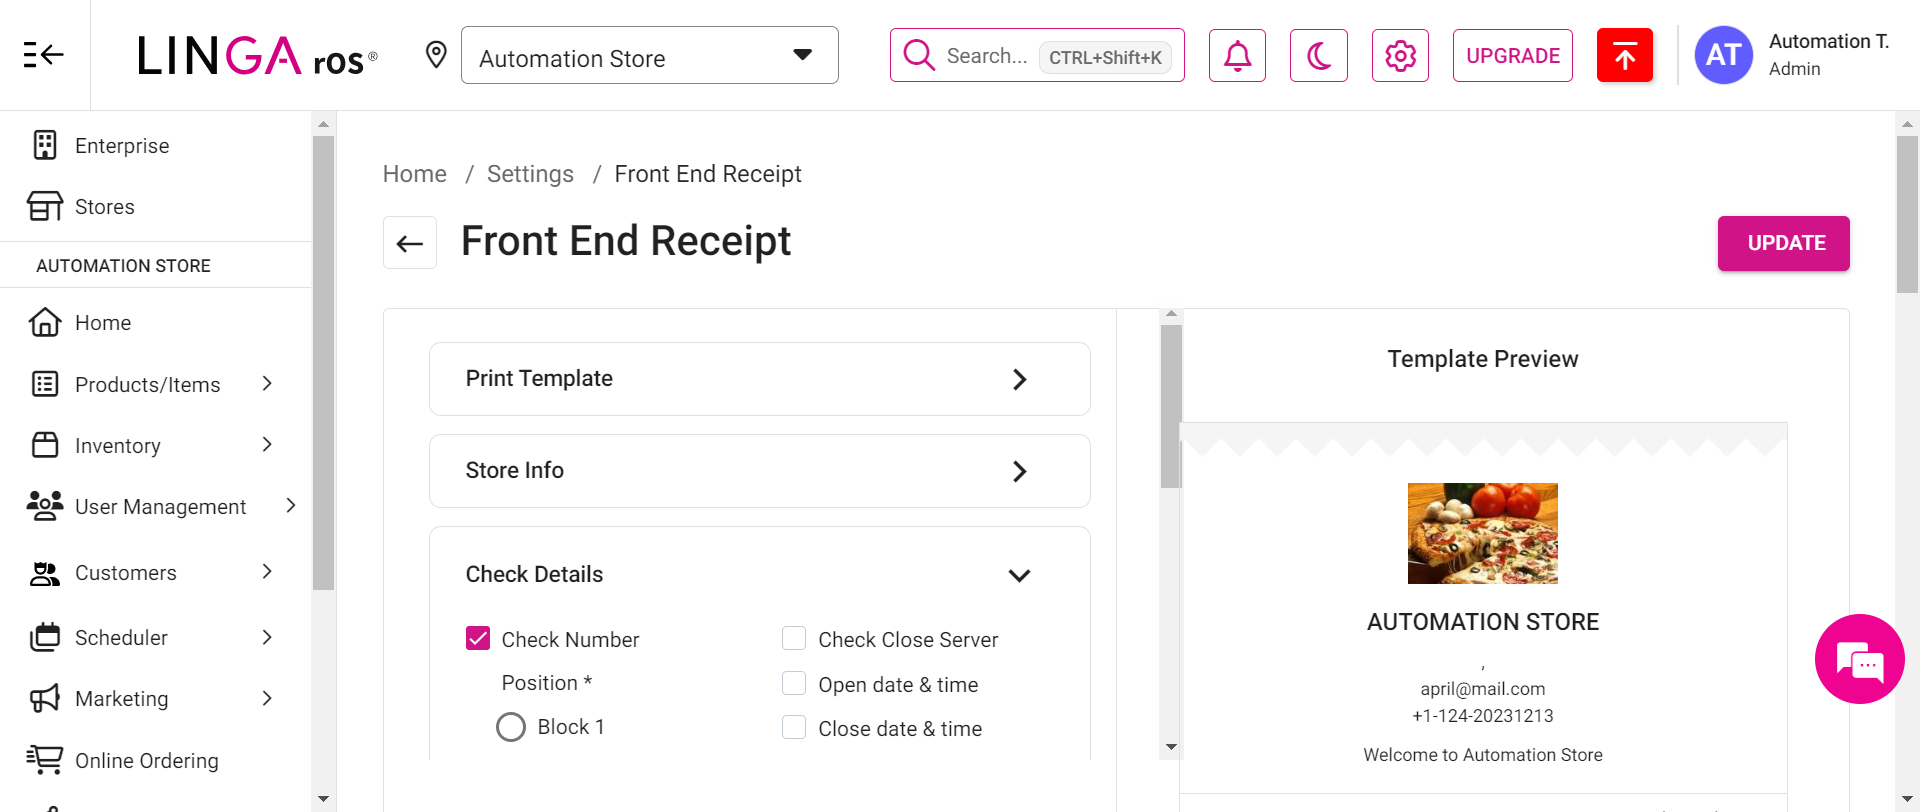 LINGA ros®
Automation Store
Search...
CTRL+Shift+K
UPGRADE
AT
Automation T.
Admin
Enterprise
Stores
AUTOMATION STORE
Home
Products/Items
Inventory
User Management
Customers
Scheduler
Marketing
Online Ordering
Home / Settings / Front End Receipt
Front End Receipt
UPDATE
Print Template
Store Info
Check Details
Check Number
Position *
Block 1
Check Close Server
Open date & time
Close date & time
Template Preview
AUTOMATION STORE
,
april@mail.com
+1-124-20231213
Welcome to Automation Store